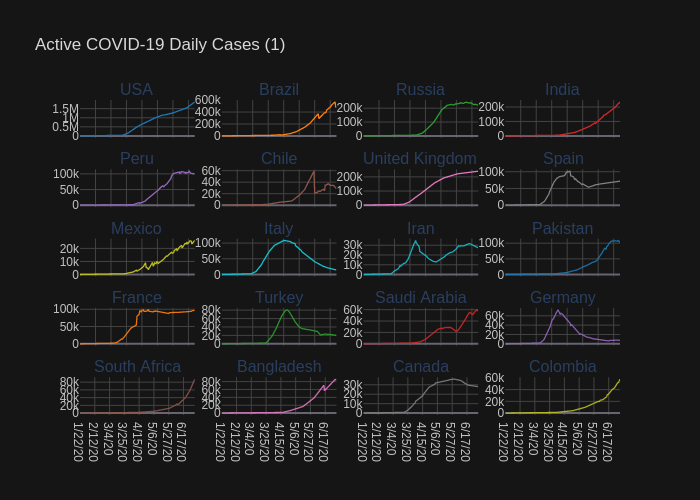 Active COVID-19 Daily Cases (1)
USA Brazil Russia India
1.5M 1M 0.5M 0
600k 400k 200k 0
200k 100k 0
200k 100k 0
Peru Chile United Kingdom Spain
100k 50k 0
60k 40k 20k 0
200k 100k 0
100k 50k 0
Mexico Italy Iran Pakistan
20k 10k 0
100k 50k 0
30k 20k 10k 0
100k 50k 0
France Turkey Saudi Arabia Germany
100k 50k 0
80k 60k 40k 20k 0
60k 40k 20k 0
60k 40k 20k 0
South Africa Bangladesh Canada Colombia
80k 60k 40k 20k 0
80k 60k 40k 20k 0
30k 20k 10k 0
60k 40k 20k 0
1/22/20 2/12/20 3/4/20 3/25/20 4/15/20 5/6/20 5/27/20 6/17/20
1/22/20 2/12/20 3/4/20 3/25/20 4/15/20 5/6/20 5/27/20 6/17/20
1/22/20 2/12/20 3/4/20 3/25/20 4/15/20 5/6/20 5/27/20 6/17/20
1/22/20 2/12/20 3/4/20 3/25/20 4/15/20 5/6/20 5/27/20 6/17/20